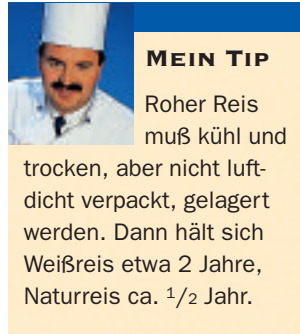 MEIN TIP
Roher Reis
muß kühl und
trocken, aber nicht luft-
dicht verpackt, gelagert
werden. Dann hält sich
Weißreis etwa 2 Jahre,
Naturreis ca. 1/2 Jahr.